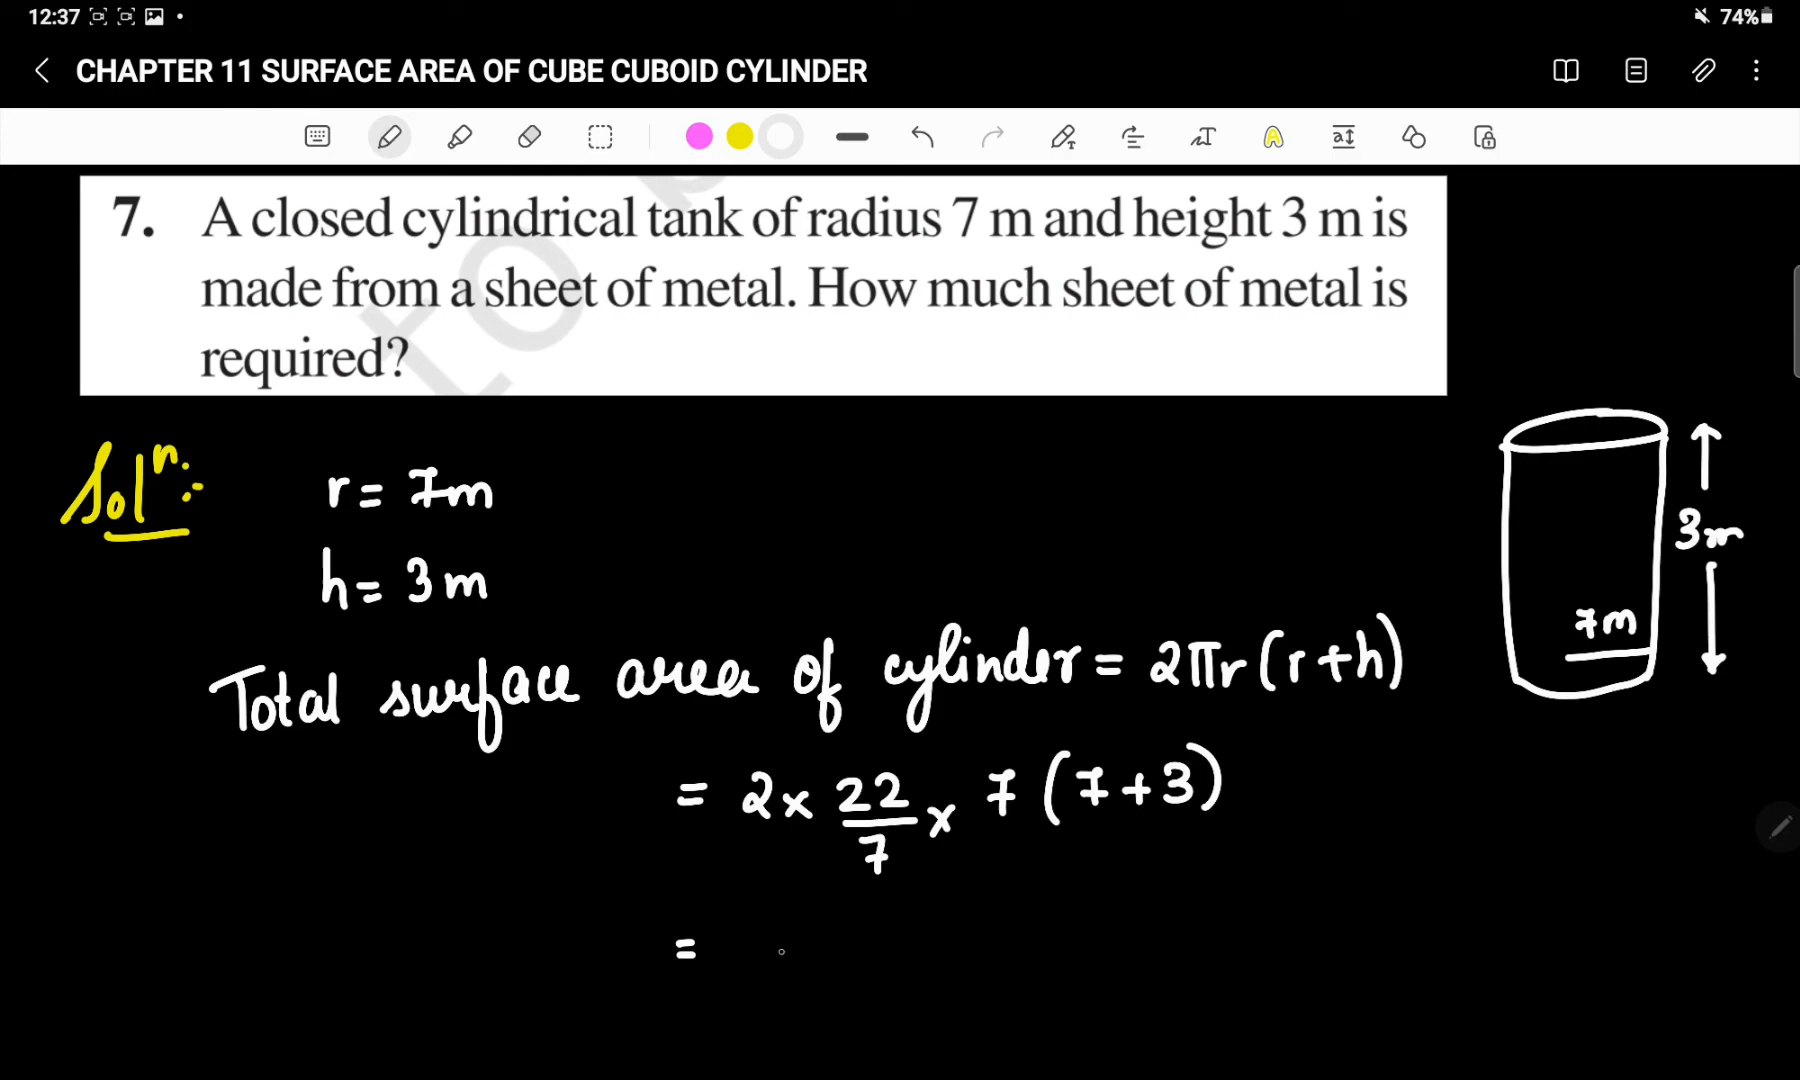 12:37
74%
CHAPTER 11 SURFACE AREA OF CUBE CUBOID CYLINDER
7. A closed cylindrical tank of radius 7 m and height 3 m is
made from a sheet of metal. How much sheet of metal is
required?
to
Solⁿ:-
r = 7m
h = 3m
3m
7m
Total surface area of cylinder = 2πr (r+h)
= 2 × 22/7 × 7 (7+3)
=